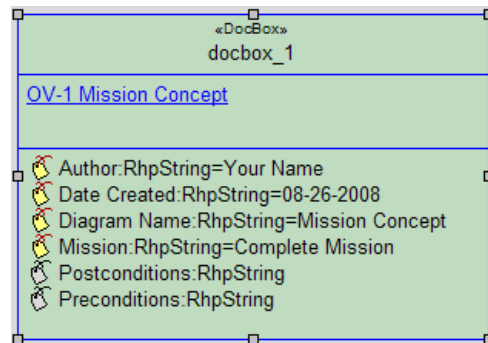 «DocBox»
docbox_1
OV-1 Mission Concept
Author:RhpString=Your Name
Date Created:RhpString=08-26-2008
Diagram Name:RhpString=Mission Concept
Mission:RhpString=Complete Mission
Postconditions:RhpString
Preconditions:RhpString